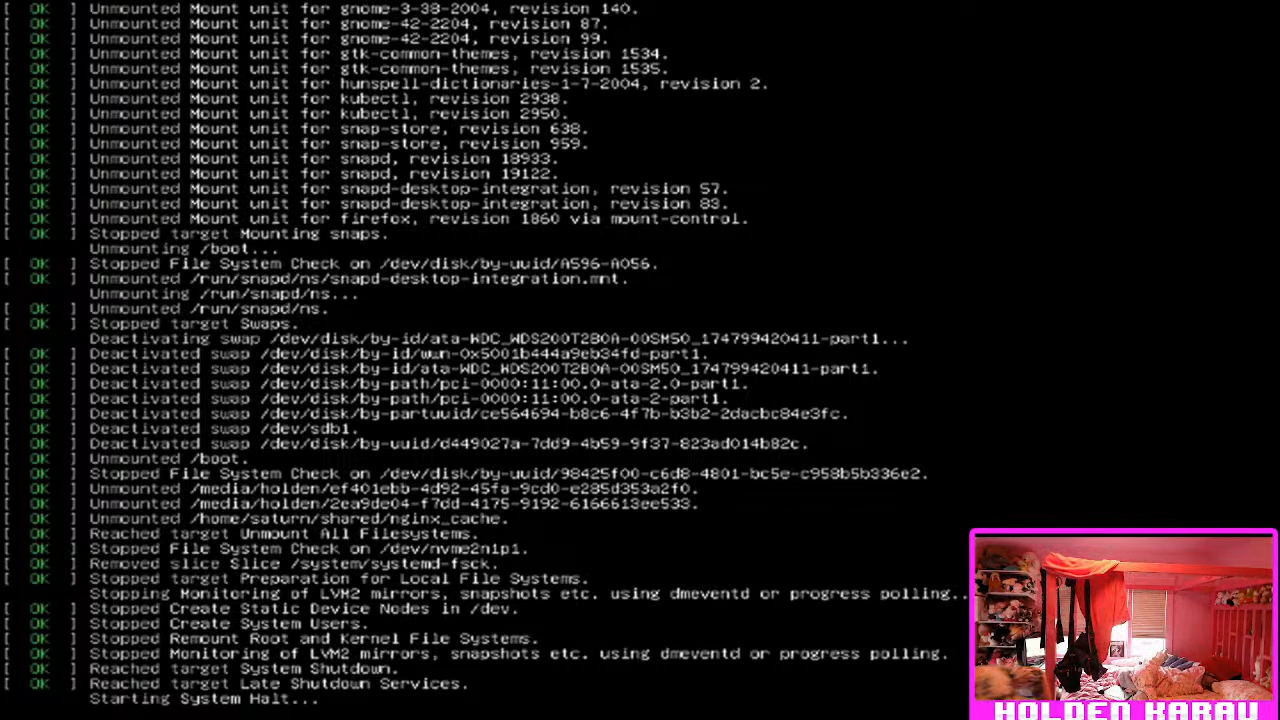 [  OK  ] Unmounted Mount unit for gnome-3-38-2004, revision 140.
[  OK  ] Unmounted Mount unit for gnome-42-2204, revision 87.
[  OK  ] Unmounted Mount unit for gnome-42-2204, revision 99.
[  OK  ] Unmounted Mount unit for gtk-common-themes, revision 1534.
[  OK  ] Unmounted Mount unit for gtk-common-themes, revision 1535.
[  OK  ] Unmounted Mount unit for hunspell-dictionaries-1-7-2004, revision 2.
[  OK  ] Unmounted Mount unit for kubectl, revision 2938.
[  OK  ] Unmounted Mount unit for kubectl, revision 2950.
[  OK  ] Unmounted Mount unit for snap-store, revision 638.
[  OK  ] Unmounted Mount unit for snap-store, revision 959.
[  OK  ] Unmounted Mount unit for snapd, revision 18933.
[  OK  ] Unmounted Mount unit for snapd, revision 19122.
[  OK  ] Unmounted Mount unit for snapd-desktop-integration, revision 57.
[  OK  ] Unmounted Mount unit for snapd-desktop-integration, revision 83.
[  OK  ] Unmounted Mount unit for firefox, revision 1860 via mount-control.
[  OK  ] Stopped target Mounting snaps.
Unmounting /boot...
[  OK  ] Stopped File System Check on /dev/disk/by-uuid/A596-A056.
[  OK  ] Unmounted /run/snapd/ns/snapd-desktop-integration.mnt.
Unmounting /run/snapd/ns...
[  OK  ] Unmounted /run/snapd/ns.
[  OK  ] Stopped target Swaps.
Deactivating swap /dev/disk/by-id/ata-WDC_WDS200T2B0A-00SM50_174799420411-part1...
[  OK  ] Deactivated swap /dev/disk/by-id/wwn-0x5001b444a9eb34fd-part1.
[  OK  ] Deactivated swap /dev/disk/by-id/ata-WDC_WDS200T2B0A-00SM50_174799420411-part1.
[  OK  ] Deactivated swap /dev/disk/by-path/pci-0000:11:00.0-ata-2.0-part1.
[  OK  ] Deactivated swap /dev/disk/by-path/pci-0000:11:00.0-ata-2-part1.
[  OK  ] Deactivated swap /dev/disk/by-partuuid/ce564694-b8c6-4f7b-b3b2-2dacbc84e3fc.
[  OK  ] Deactivated swap /dev/sdb1.
[  OK  ] Deactivated swap /dev/disk/by-uuid/d449027a-7dd9-4b59-9f37-823ad014b82c.
[  OK  ] Unmounted /boot.
[  OK  ] Stopped File System Check on /dev/disk/by-uuid/98425f00-c6d8-4801-bc5e-c958b5b336e2.
[  OK  ] Unmounted /media/holden/ef401ebb-4d92-45fa-9cd0-e285d353a2f0.
[  OK  ] Unmounted /media/holden/2ea9de04-f7dd-4175-9192-6166613ee533.
[  OK  ] Unmounted /home/saturn/shared/nginx_cache.
[  OK  ] Reached target Unmount All Filesystems.
[  OK  ] Stopped File System Check on /dev/nvme2n1p1.
[  OK  ] Removed slice Slice /system/systemd-fsck.
[  OK  ] Stopped target Preparation for Local File Systems.
Stopping Monitoring of LVM2 mirrors, snapshots etc. using dmeventd or progress polling..
[  OK  ] Stopped Create Static Device Nodes in /dev.
[  OK  ] Stopped Create System Users.
[  OK  ] Stopped Remount Root and Kernel File Systems.
[  OK  ] Stopped Monitoring of LVM2 mirrors, snapshots etc. using dmeventd or progress polling.
[  OK  ] Reached target System Shutdown.
[  OK  ] Reached target Late Shutdown Services.
Starting System Halt...
HOLDEN KARAU